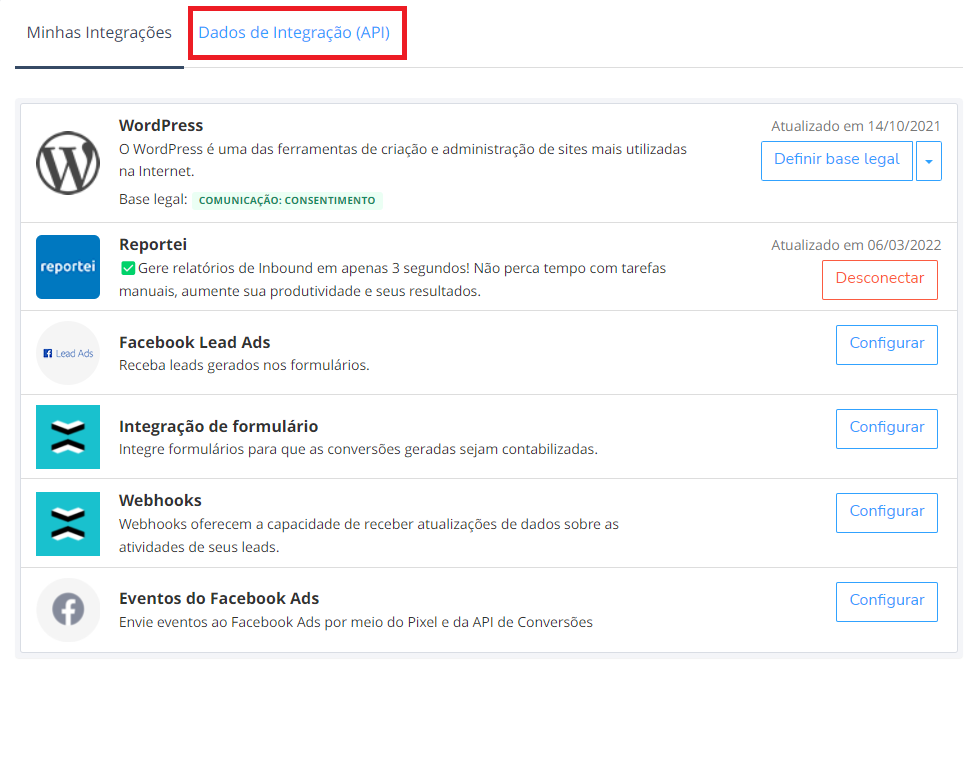 Minhas Integrações
Dados de Integração (API)
WordPress
Atualizado em 14/10/2021
O WordPress é uma das ferramentas de criação e administração de sites mais utilizadas
na Internet.
Definir base legal
Base legal: COMUNICAÇÃO: CONSENTIMENTO
reportei
Reportei
Atualizado em 06/03/2022
✅Gere relatórios de Inbound em apenas 3 segundos! Não perca tempo com tarefas
manuais, aumente sua produtividade e seus resultados.
Desconectar
Lead Ads
Facebook Lead Ads
Receba leads gerados nos formulários.
Configurar
Integração de formulário
Integre formulários para que as conversões geradas sejam contabilizadas.
Configurar
Webhooks
Webhooks oferecem a capacidade de receber atualizações de dados sobre as
atividades de seus leads.
Configurar
Eventos do Facebook Ads
Envie eventos ao Facebook Ads por meio do Pixel e da API de Conversões
Configurar